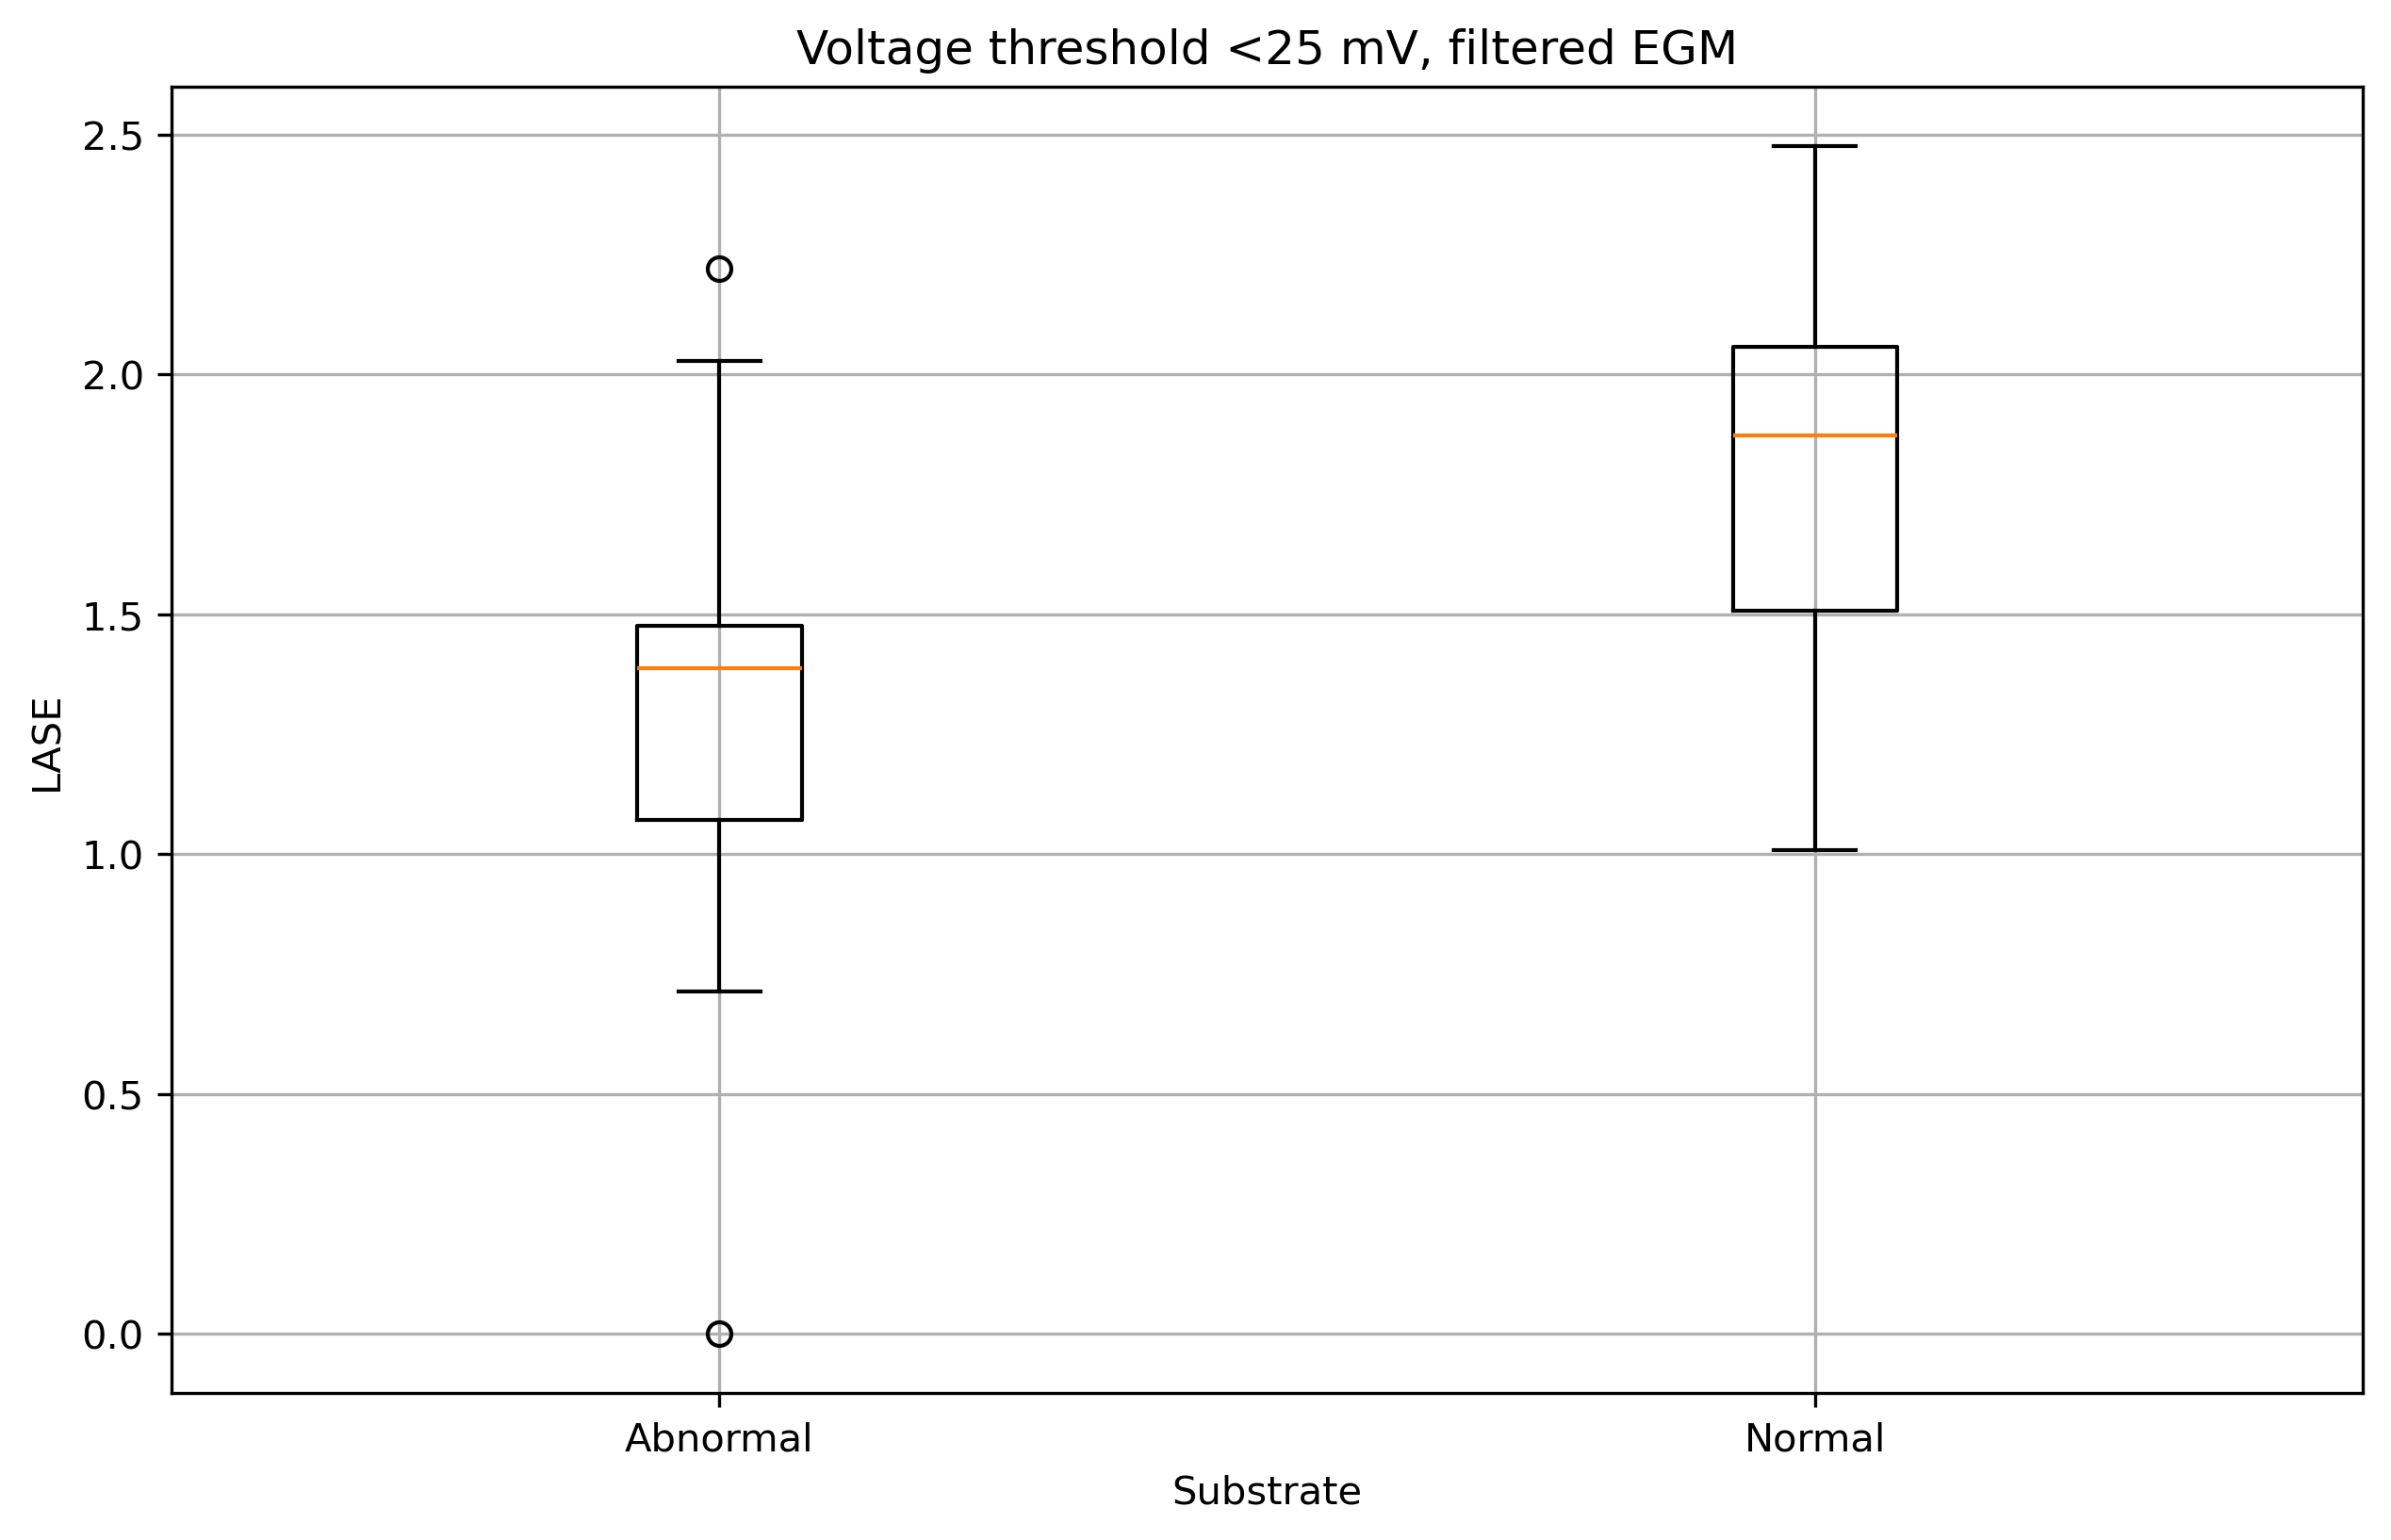 Voltage threshold <25 mV, filtered EGM
2.5
2.0
1.5
1.0
0.5
0.0
LASE
Abnormal
Normal
Substrate